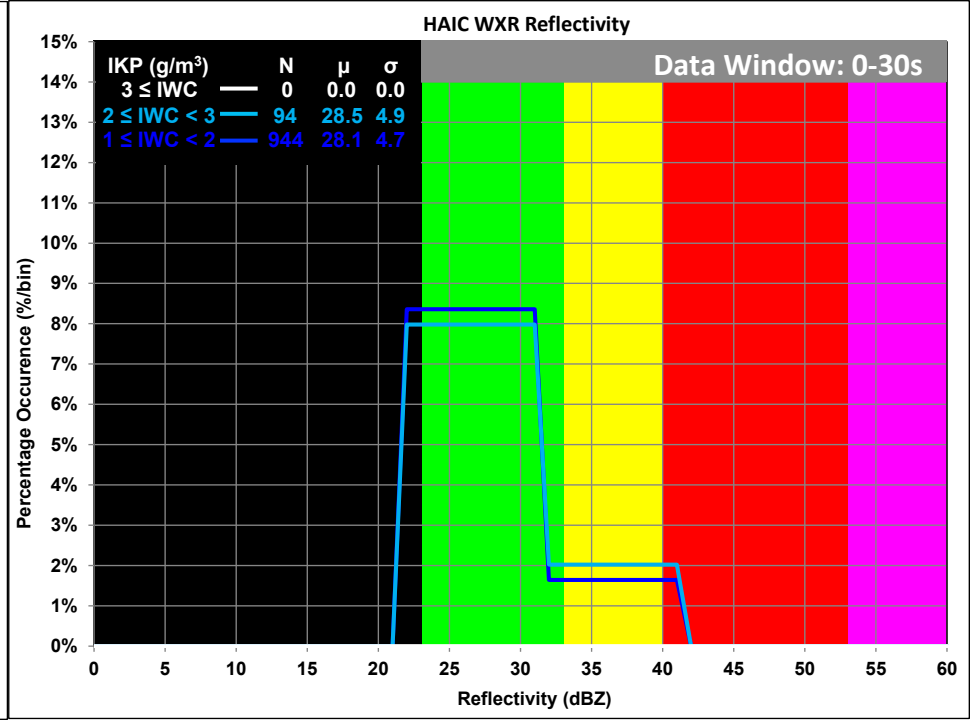 HAIC WXR Reflectivity
Data Window: 0-30s
IKP (g/m³) N μ σ
3 ≤ IWC 0 0.0 0.0
2 ≤ IWC < 3 94 28.5 4.9
1 ≤ IWC < 2 944 28.1 4.7
15%
14%
13%
12%
11%
10%
9%
8%
7%
6%
5%
4%
3%
2%
1%
0%
Percentage Occurence (%/bin)
0 5 10 15 20 25 30 35 40 45 50 55 60
Reflectivity (dBZ)